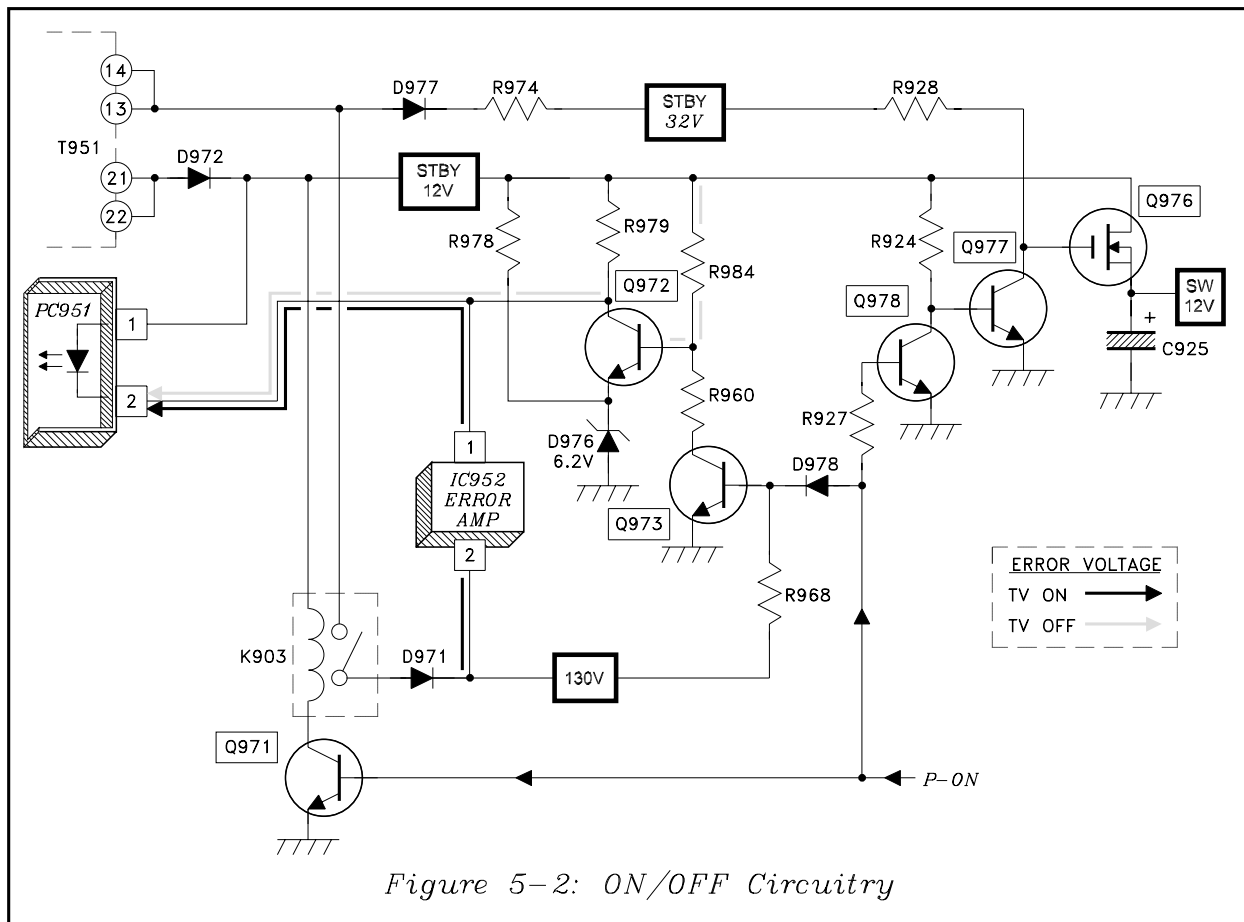 14
13
T951
21
22
D977
R974
STBY
32V
R928
D972
STBY
12V
Q976
R978
R979
R984
R924
Q977
Q972
Q978
SW
12V
+
C925
PC951
1
2
R960
R927
D976
6.2V
1
IC952
ERROR
AMP
2
D978
Q973
R968
ERROR VOLTAGE
TV ON
TV OFF
K903
D971
130V
Q971
P-ON
Figure 5-2: ON/OFF Circuitry